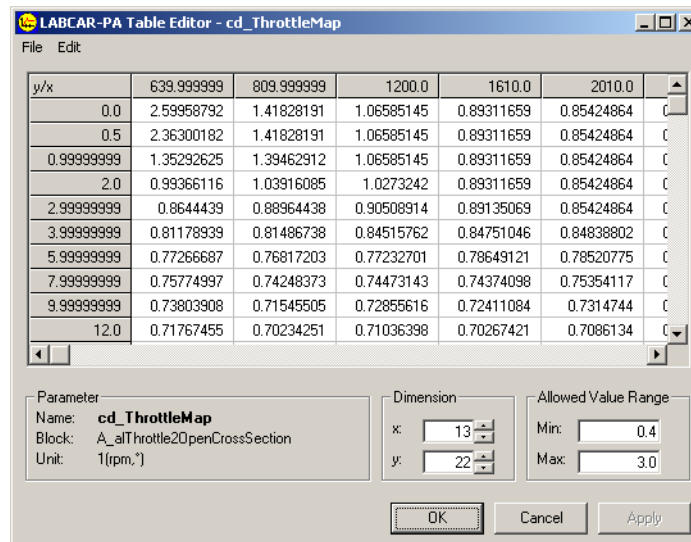 LABCAR-PA Table Editor - cd_ThrottleMap
File Edit
y/x 639.999999 809.999999 1200.0 1610.0 2010.0
0.0 2.59958792 1.41828191 1.06585145 0.89311659 0.85424864
0.5 2.36300182 1.41828191 1.06585145 0.89311659 0.85424864
0.99999999 1.35292625 1.39462912 1.06585145 0.89311659 0.85424864
2.0 0.99366116 1.03916085 1.0273242 0.89311659 0.85424864
2.99999999 0.8644439 0.88964438 0.90508914 0.89135069 0.85424864
3.99999999 0.81178939 0.81486738 0.84515762 0.84751046 0.84838802
5.99999999 0.77266687 0.76817203 0.77232701 0.78649121 0.78520775
7.99999999 0.75774997 0.74248373 0.74473143 0.74374098 0.75354117
9.99999999 0.73803908 0.71545505 0.72855616 0.72411084 0.7314744
12.0 0.71767455 0.70234251 0.71036398 0.70267421 0.7086134
Parameter
Name: cd_ThrottleMap
Block: A_alThrottle2OpenCrossSection
Unit: 1(rpm,°)
Dimension
x: 13
y: 22
Allowed Value Range
Min: 0.4
Max: 3.0
OK Cancel Apply